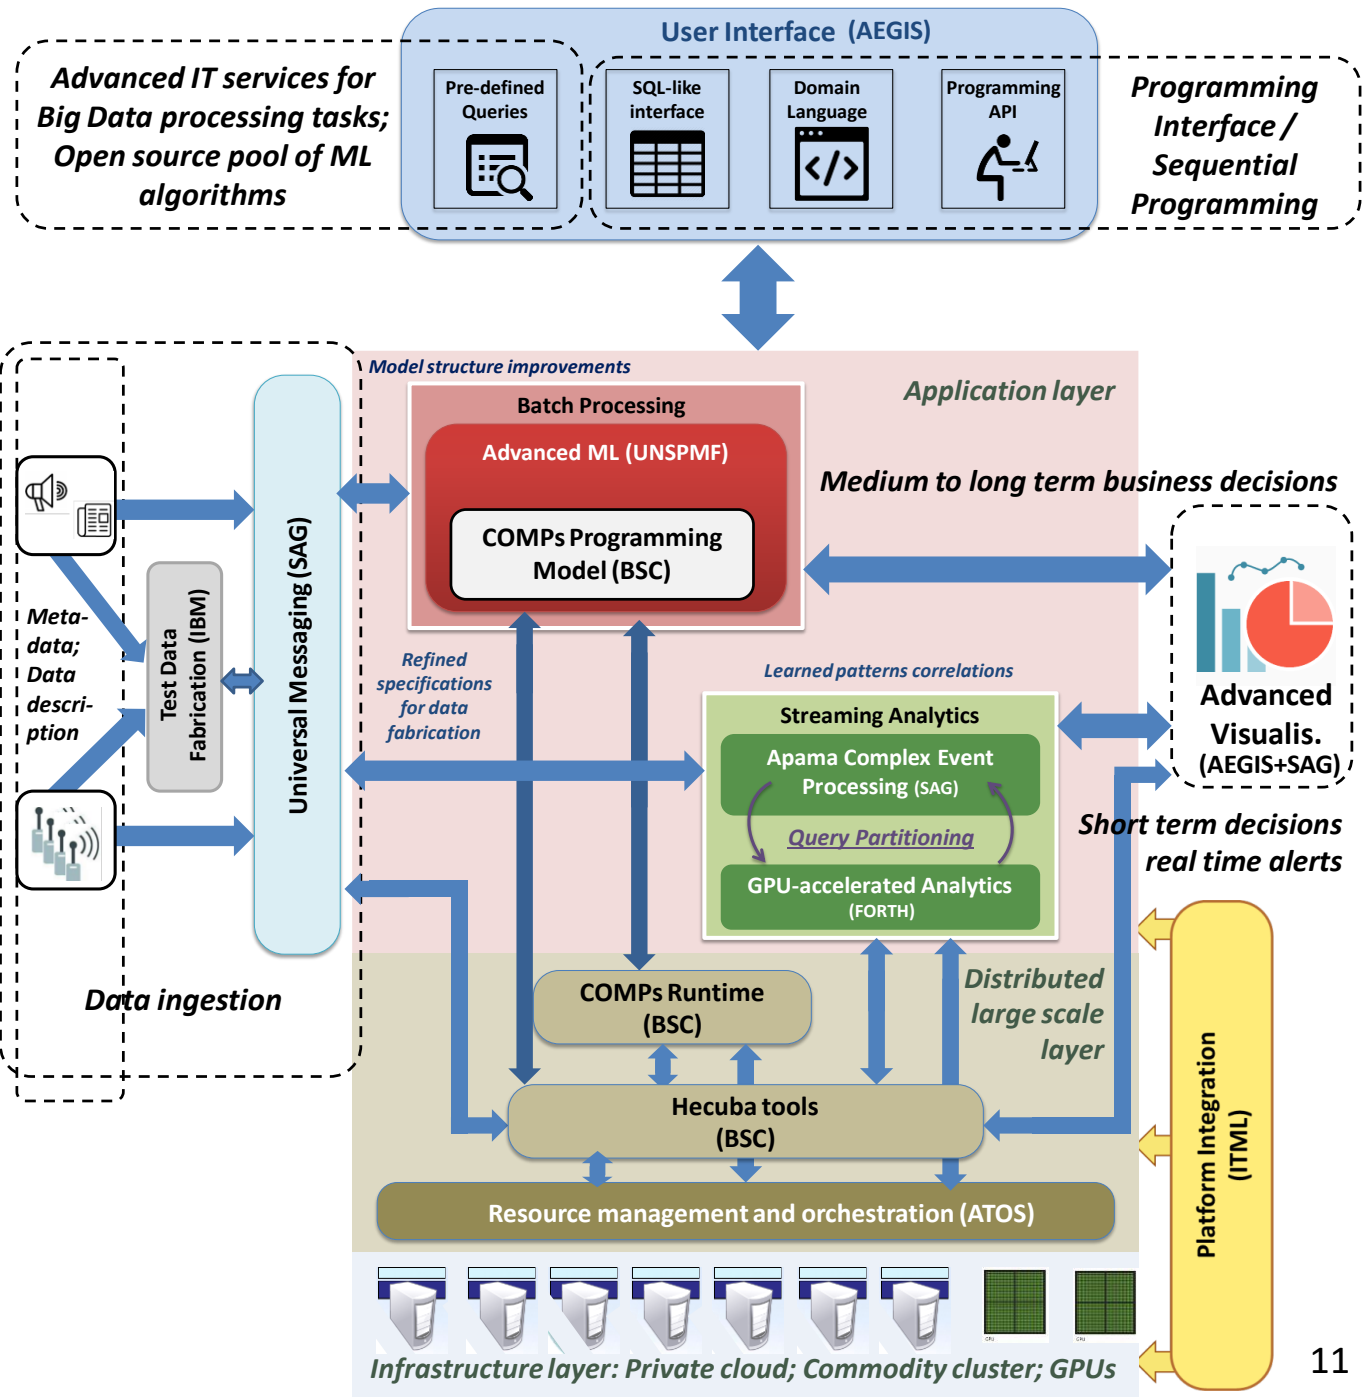 User Interface (AEGIS)
Advanced IT services for
Big Data processing tasks;
Open source pool of ML
algorithms
Pre-defined
Queries
SQL-like
interface
Domain
Language
Programming
API
Programming
Interface /
Sequential
Programming
Model structure improvements
Application layer
Batch Processing
Advanced ML (UNSPMF)
COMPs Programming
Model (BSC)
Medium to long term business decisions
Universal Messaging (SAG)
Test Data
Fabrication (IBM)
Meta-
data;
Data
descri-
ption
Refined
specifications
for data
fabrication
Learned patterns correlations
Streaming Analytics
Apama Complex Event
Processing (SAG)
Query Partitioning
GPU-accelerated Analytics
(FORTH)
Advanced
Visualis.
(AEGIS+SAG)
Short term decisions
real time alerts
Data ingestion
COMPs Runtime
(BSC)
Distributed
large scale
layer
Hecuba tools
(BSC)
Resource management and orchestration (ATOS)
Platform Integration
(ITML)
Infrastructure layer: Private cloud; Commodity cluster; GPUs
11